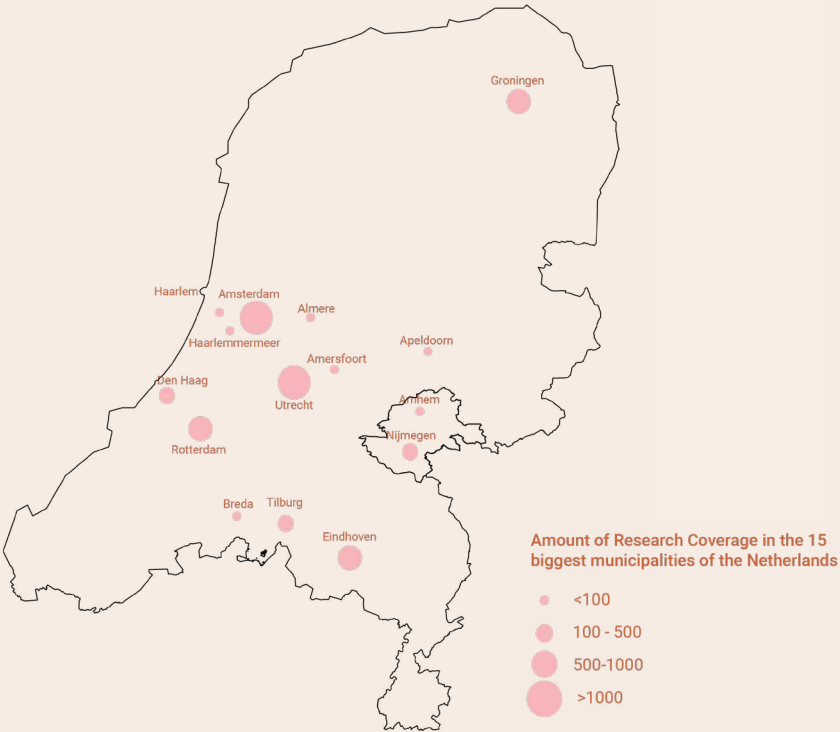 Groningen
Haarlem
Amsterdam
Almere
Haarlemmermeer
Apeldoorn
Amersfoort
Den Haag
Utrecht
Arnhem
Nijmegen
Rotterdam
Breda
Tilburg
Eindhoven
Amount of Research Coverage in the 15
biggest municipalities of the Netherlands
<100
100 - 500
500-1000
>1000